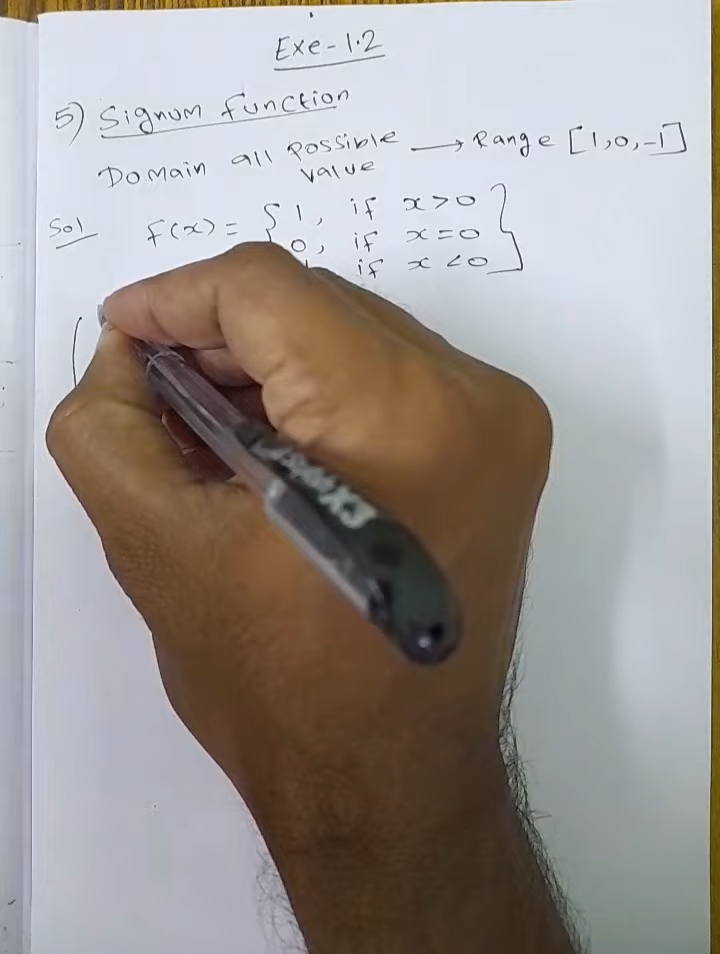 Exe-1.2
5) Signum function
Domain all possible value → Range [1,0,-1]
Sol f(x) = { 1, if x>0
0, if x=0
if x<0 }